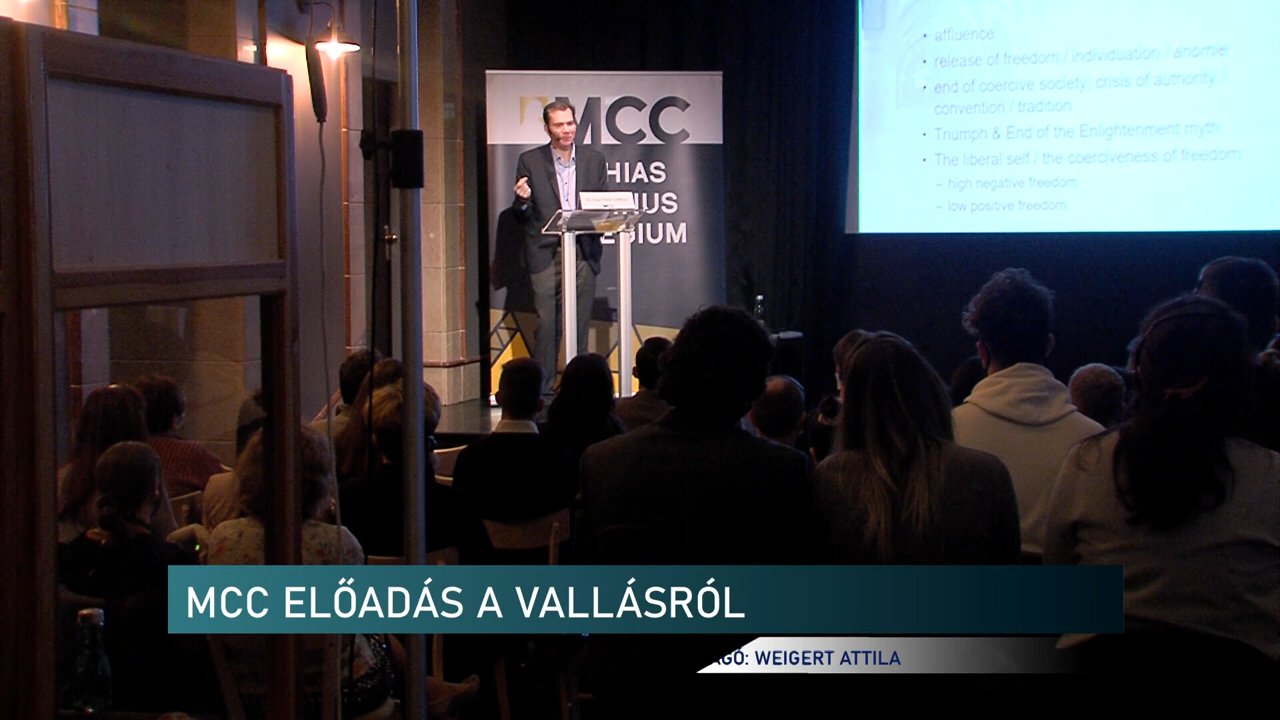 MCC
HIAS
NUS
EGIUM
• affluence
• release of freedom / individuation / anomie
• end of coercive society: crisis of authority /
convention / tradition
• Triumph & End of the Enlightenment myth
• The liberal self / the coerciveness of freedom
– high negative freedom
– low positive freedom
MCC ELŐADÁS A VALLÁSRÓL
AGÓ: WEIGERT ATTILA